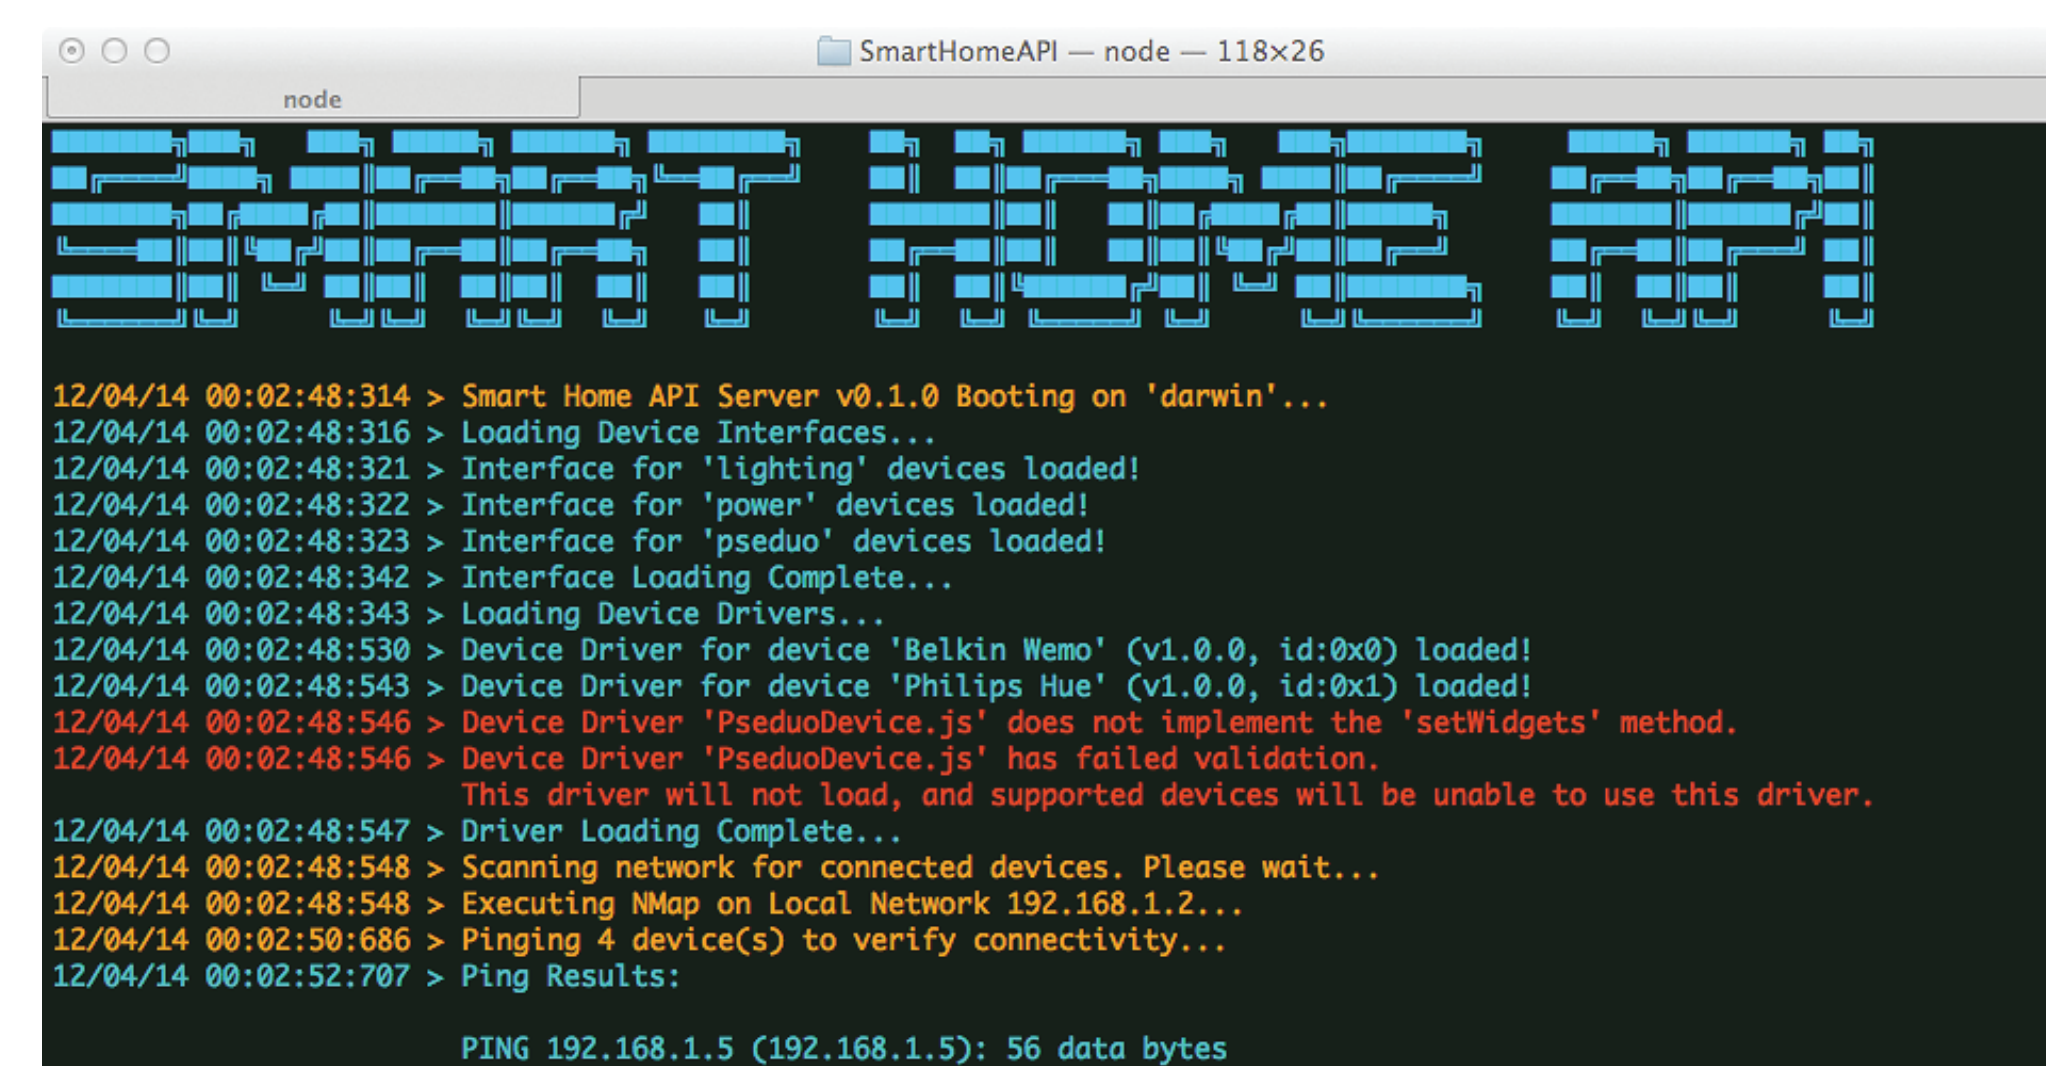 SmartHomeAPI — node — 118×26
node
SMART HOME API
12/04/14 00:02:48:314 > Smart Home API Server v0.1.0 Booting on 'darwin'...
12/04/14 00:02:48:316 > Loading Device Interfaces...
12/04/14 00:02:48:321 > Interface for 'lighting' devices loaded!
12/04/14 00:02:48:322 > Interface for 'power' devices loaded!
12/04/14 00:02:48:323 > Interface for 'pseduo' devices loaded!
12/04/14 00:02:48:342 > Interface Loading Complete...
12/04/14 00:02:48:343 > Loading Device Drivers...
12/04/14 00:02:48:530 > Device Driver for device 'Belkin Wemo' (v1.0.0, id:0x0) loaded!
12/04/14 00:02:48:543 > Device Driver for device 'Philips Hue' (v1.0.0, id:0x1) loaded!
12/04/14 00:02:48:546 > Device Driver 'PseduoDevice.js' does not implement the 'setWidgets' method.
12/04/14 00:02:48:546 > Device Driver 'PseduoDevice.js' has failed validation.
This driver will not load, and supported devices will be unable to use this driver.
12/04/14 00:02:48:547 > Driver Loading Complete...
12/04/14 00:02:48:548 > Scanning network for connected devices. Please wait...
12/04/14 00:02:48:548 > Executing NMap on Local Network 192.168.1.2...
12/04/14 00:02:50:686 > Pinging 4 device(s) to verify connectivity...
12/04/14 00:02:52:707 > Ping Results:
PING 192.168.1.5 (192.168.1.5): 56 data bytes